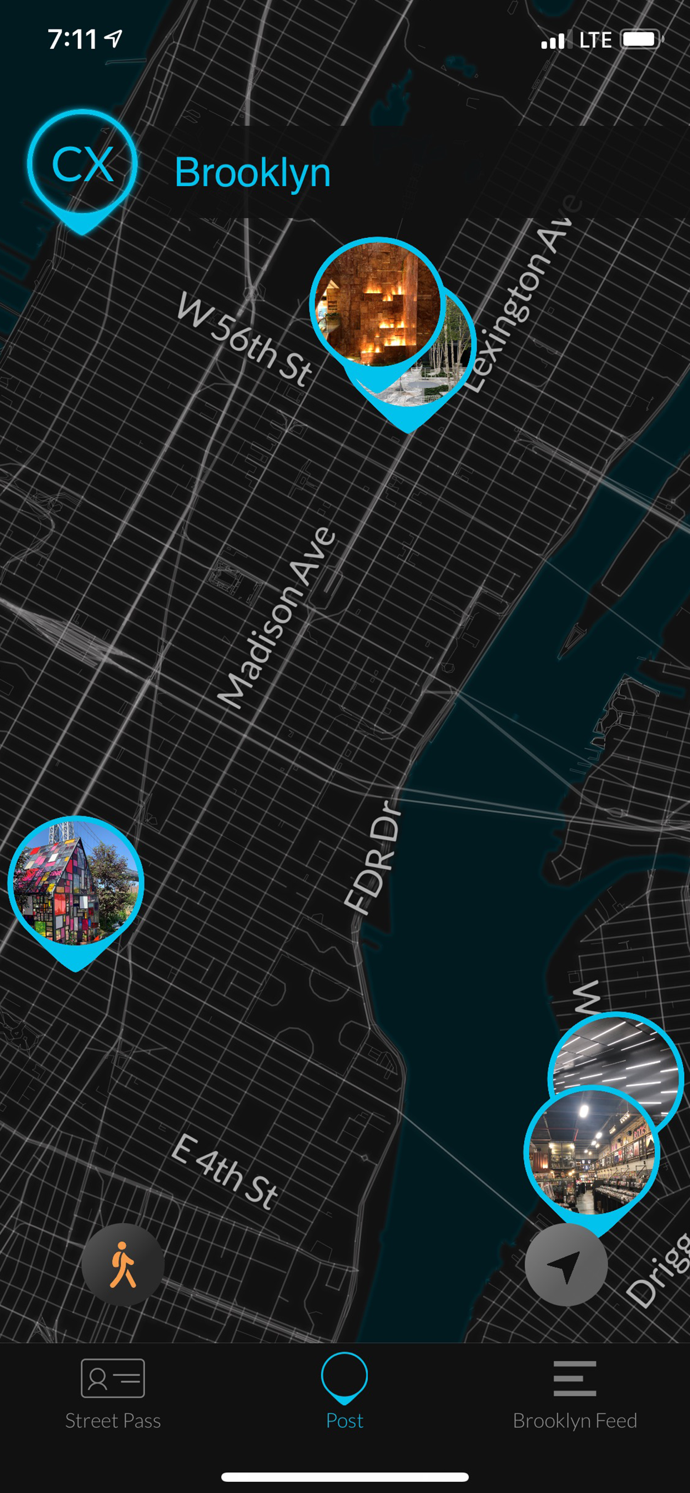 7:11
LTE
CX
Brooklyn
Lexington Ave
W 56th St
Madison Ave
FDR Dr
W
E 4th St
Drigg
Street Pass
Post
Brooklyn Feed